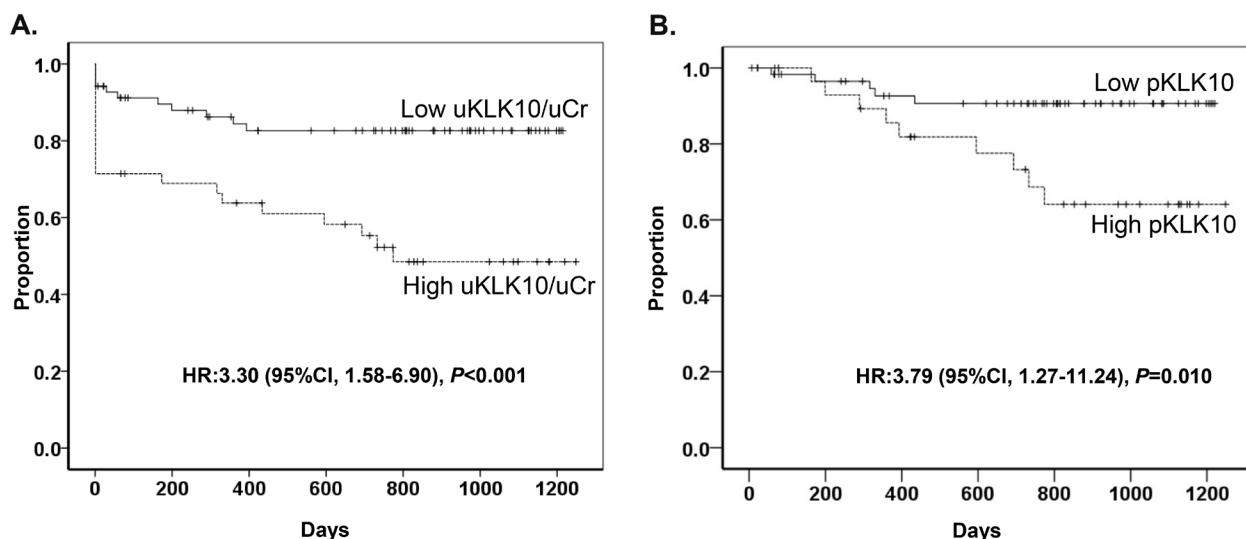 A.
1.0
0.8
0.6
0.4
0.2
0.0
Proportion
Low uKLK10/uCr
High uKLK10/uCr
HR:3.30 (95%CI, 1.58-6.90), P<0.001
0 200 400 600 800 1000 1200
Days
B.
1.0
0.8
0.6
0.4
0.2
0.0
Proportion
Low pKLK10
High pKLK10
HR:3.79 (95%CI, 1.27-11.24), P=0.010
0 200 400 600 800 1000 1200
Days